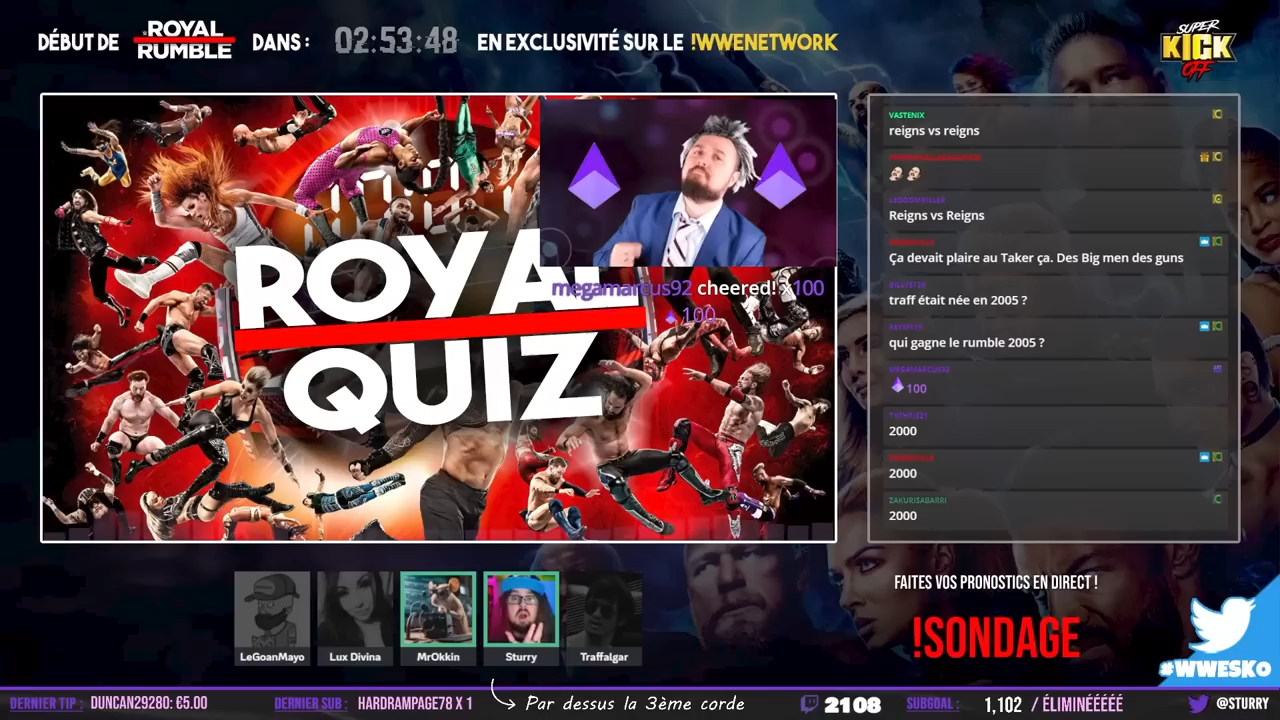 DÉBUT DE
ROYAL
RUMBLE
DANS :
02:53:48
EN EXCLUSIVITÉ SUR LE !WWENETWORK
SUPER
KICK
OFF
ROYAL
QUIZ
megamarcus92 cheered! x100
100
VASTENIX
reigns vs reigns
Reigns vs Reigns
Ça devait plaire au Taker ça. Des Big men des guns
traff était née en 2005 ?
qui gagne le rumble 2005 ?
MEGAMARCUS92
100
2000
2000
ZAKURISABARRI
2000
LeGoanMayo
Lux Divina
MrOkkin
Sturry
Traffalgar
FAITES VOS PRONOSTICS EN DIRECT !
!SONDAGE
#WWESKO
DERNIER TIP : DUNCAN29280: €5.00
DERNIER SUB : HARDRAMPAGE78 X 1
Par dessus la 3ème corde
2108
SUBGOAL : 1,102 / ÉLIMINÉÉÉÉÉ
@STURRY